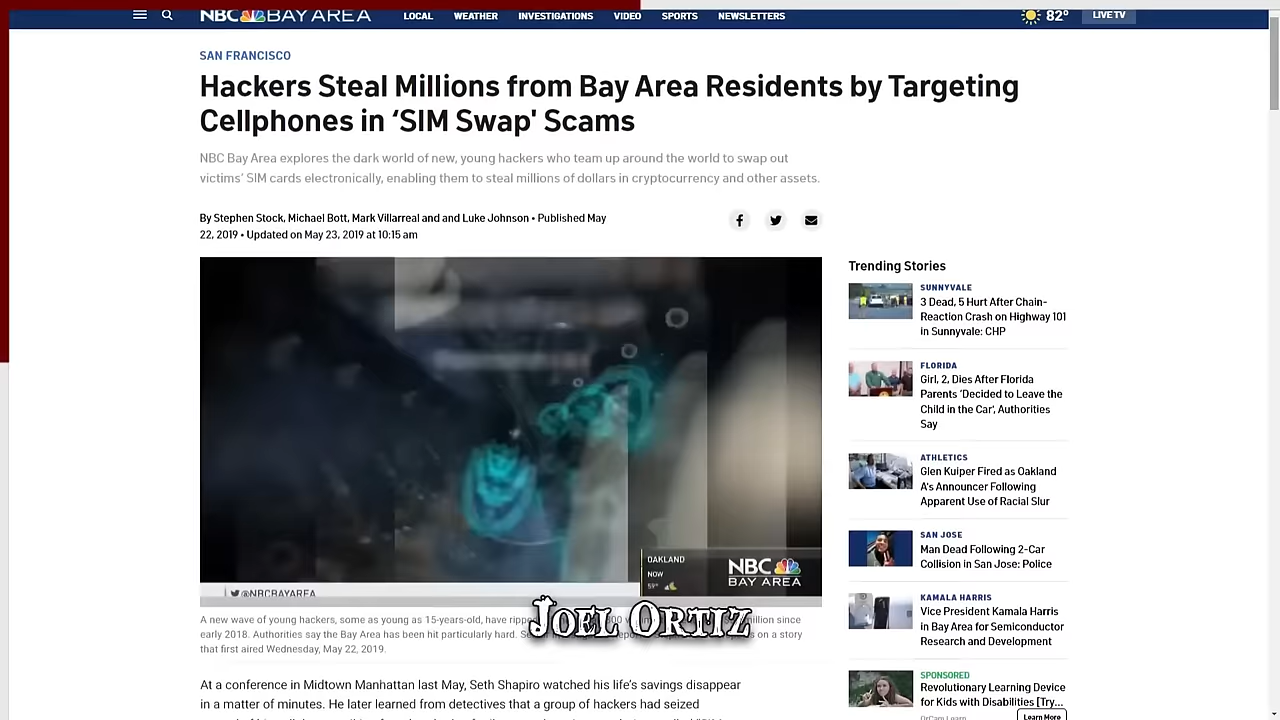 NBC BAY AREA
LOCAL WEATHER INVESTIGATIONS VIDEO SPORTS NEWSLETTERS
82°
LIVE TV
SAN FRANCISCO
Hackers Steal Millions from Bay Area Residents by Targeting
Cellphones in ‘SIM Swap' Scams
NBC Bay Area explores the dark world of new, young hackers who team up around the world to swap out
victims’ SIM cards electronically, enabling them to steal millions of dollars in cryptocurrency and other assets.
By Stephen Stock, Michael Bott, Mark Villarreal and and Luke Johnson • Published May
22, 2019 • Updated on May 23, 2019 at 10:15 am
OAKLAND
NOW
59°
NBC
BAY AREA
@NBCBAYAREA
JOEL ORTIZ
A new wave of young hackers, some as young as 15-years-old, have million since
early 2018. Authorities say the Bay Area has been hit particularly hard. on a story
that first aired Wednesday, May 22, 2019.
At a conference in Midtown Manhattan last May, Seth Shapiro watched his life’s savings disappear
in a matter of minutes. He later learned from detectives that a group of hackers had seized
Trending Stories
SUNNYVALE
3 Dead, 5 Hurt After Chain-
Reaction Crash on Highway 101
in Sunnyvale: CHP
FLORIDA
Girl, 2, Dies After Florida
Parents ‘Decided to Leave the
Child in the Car’, Authorities
Say
ATHLETICS
Glen Kuiper Fired as Oakland
A's Announcer Following
Apparent Use of Racial Slur
SAN JOSE
Man Dead Following 2-Car
Collision in San Jose: Police
KAMALA HARRIS
Vice President Kamala Harris
in Bay Area for Semiconductor
Research and Development
SPONSORED
Revolutionary Learning Device
for Kids with Disabilities [Try...
OrCam Learn
Learn More